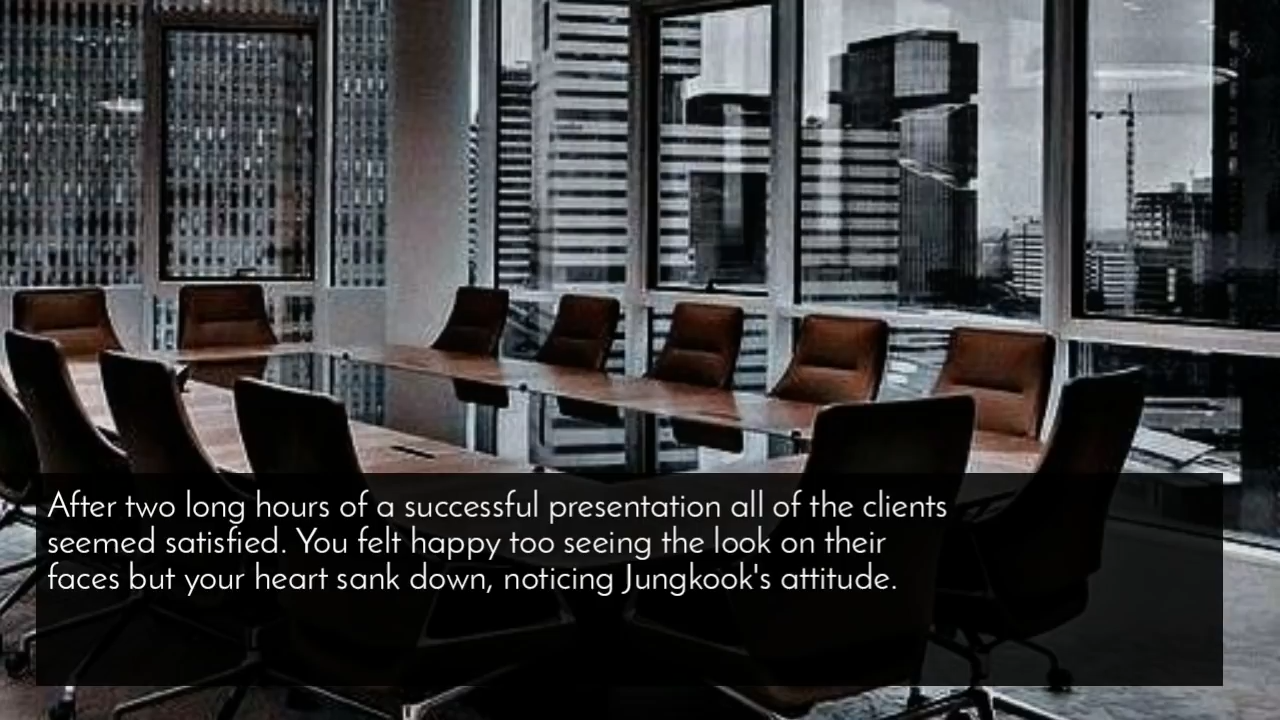 After two long hours of a successful presentation all of the clients
seemed satisfied. You felt happy too seeing the look on their
faces but your heart sank down, noticing Jungkook's attitude.